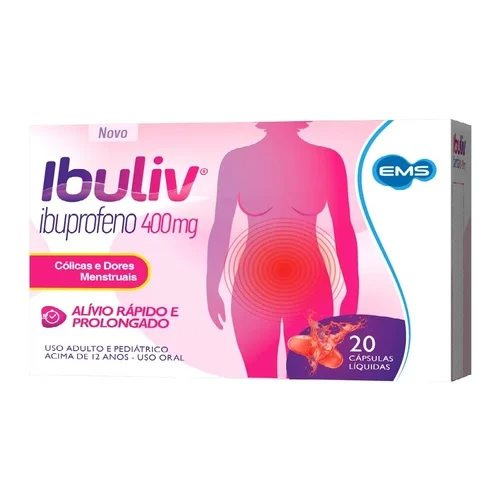 Novo
Ibuliv®
ibuprofeno 400mg
Cólicas e Dores
Menstruais
ALÍVIO RÁPIDO E
PROLONGADO
USO ADULTO E PEDIÁTRICO
ACIMA DE 12 ANOS - USO ORAL
EMS
20
CÁPSULAS
LÍQUIDAS